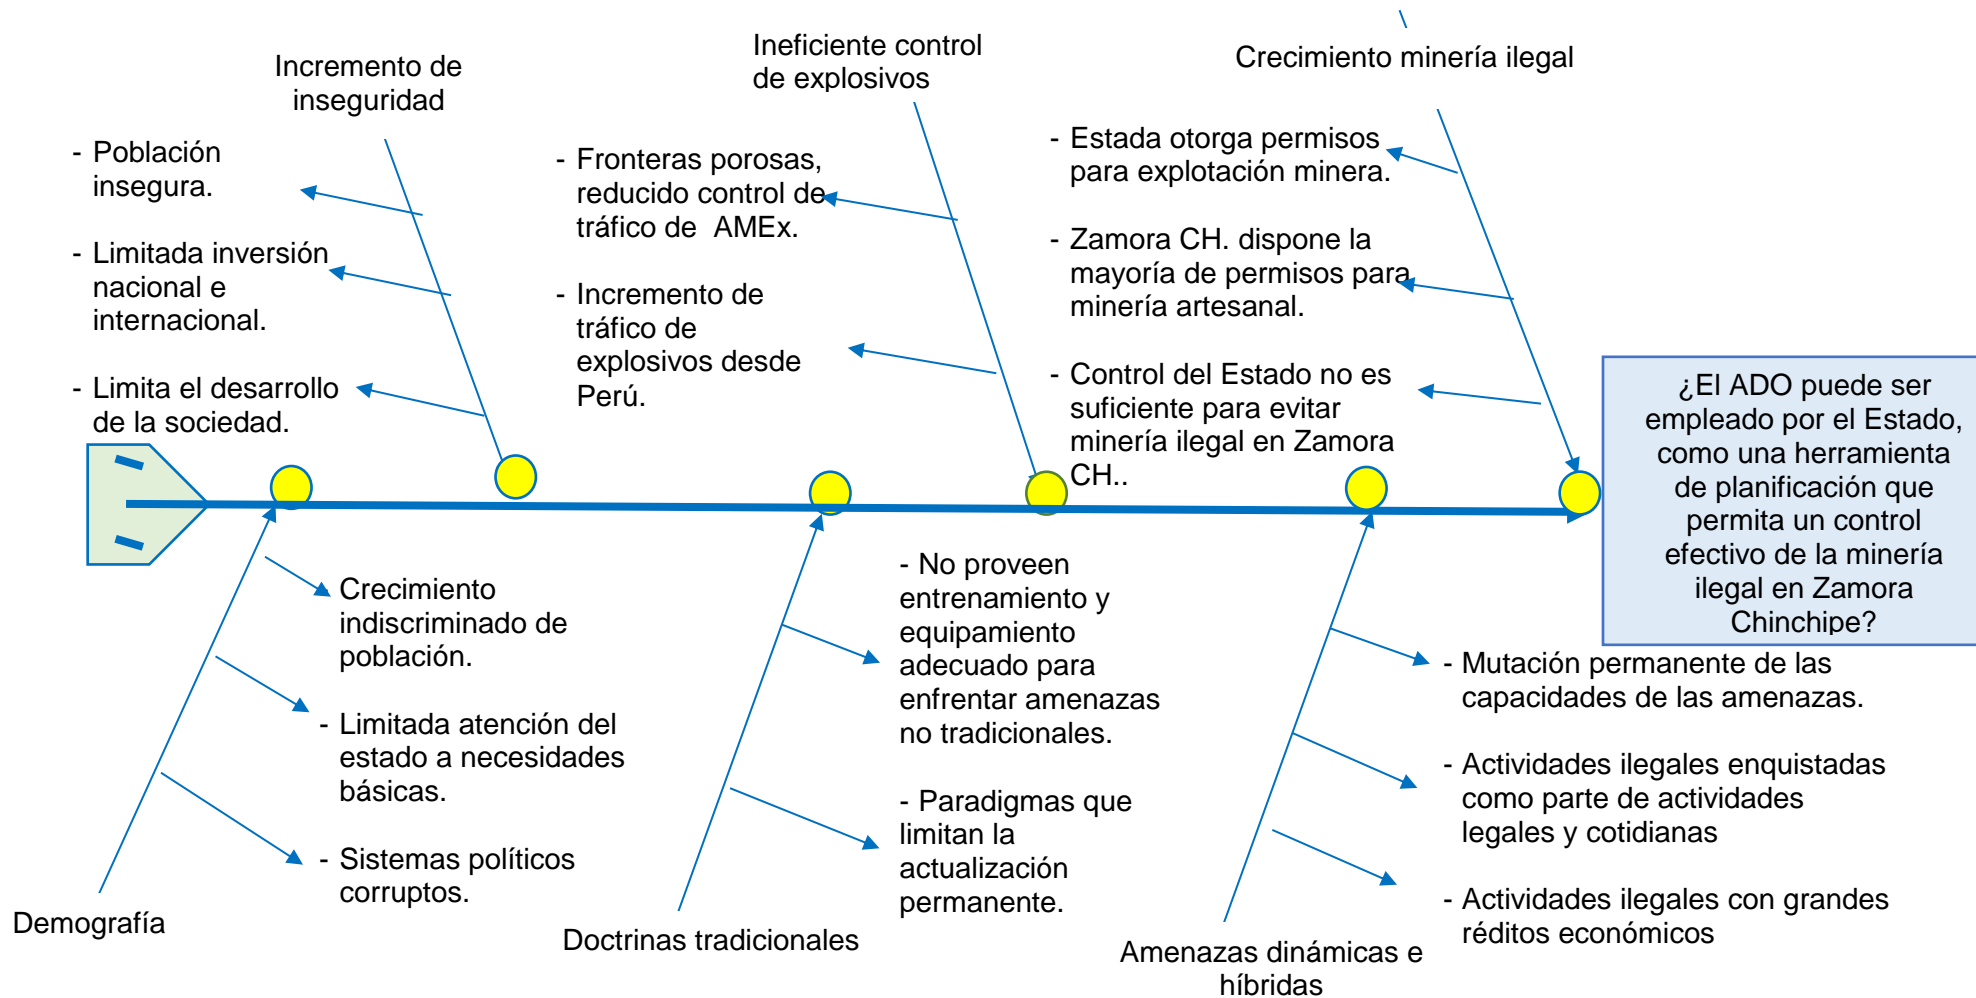 Incremento de
inseguridad
- Población
insegura.
- Limitada inversión
nacional e
internacional.
- Limita el desarrollo
de la sociedad.
Ineficiente control
de explosivos
- Fronteras porosas,
reducido control de
tráfico de AMEx.
- Incremento de
tráfico de
explosivos desde
Perú.
Crecimiento minería ilegal
- Estada otorga permisos
para explotación minera.
- Zamora CH. dispone la
mayoría de permisos para
minería artesanal.
- Control del Estado no es
suficiente para evitar
minería ilegal en Zamora
CH..
¿El ADO puede ser
empleado por el Estado,
como una herramienta
de planificación que
permita un control
efectivo de la minería
ilegal en Zamora
Chinchipe?
Crecimiento
indiscriminado de
población.
- Limitada atención del
estado a necesidades
básicas.
- Sistemas políticos
corruptos.
Demografía
- No proveen
entrenamiento y
equipamiento
adecuado para
enfrentar amenazas
no tradicionales.
- Paradigmas que
limitan la
actualización
permanente.
Doctrinas tradicionales
- Mutación permanente de las
capacidades de las amenazas.
- Actividades ilegales enquistadas
como parte de actividades
legales y cotidianas
- Actividades ilegales con grandes
réditos económicos
Amenazas dinámicas e
híbridas